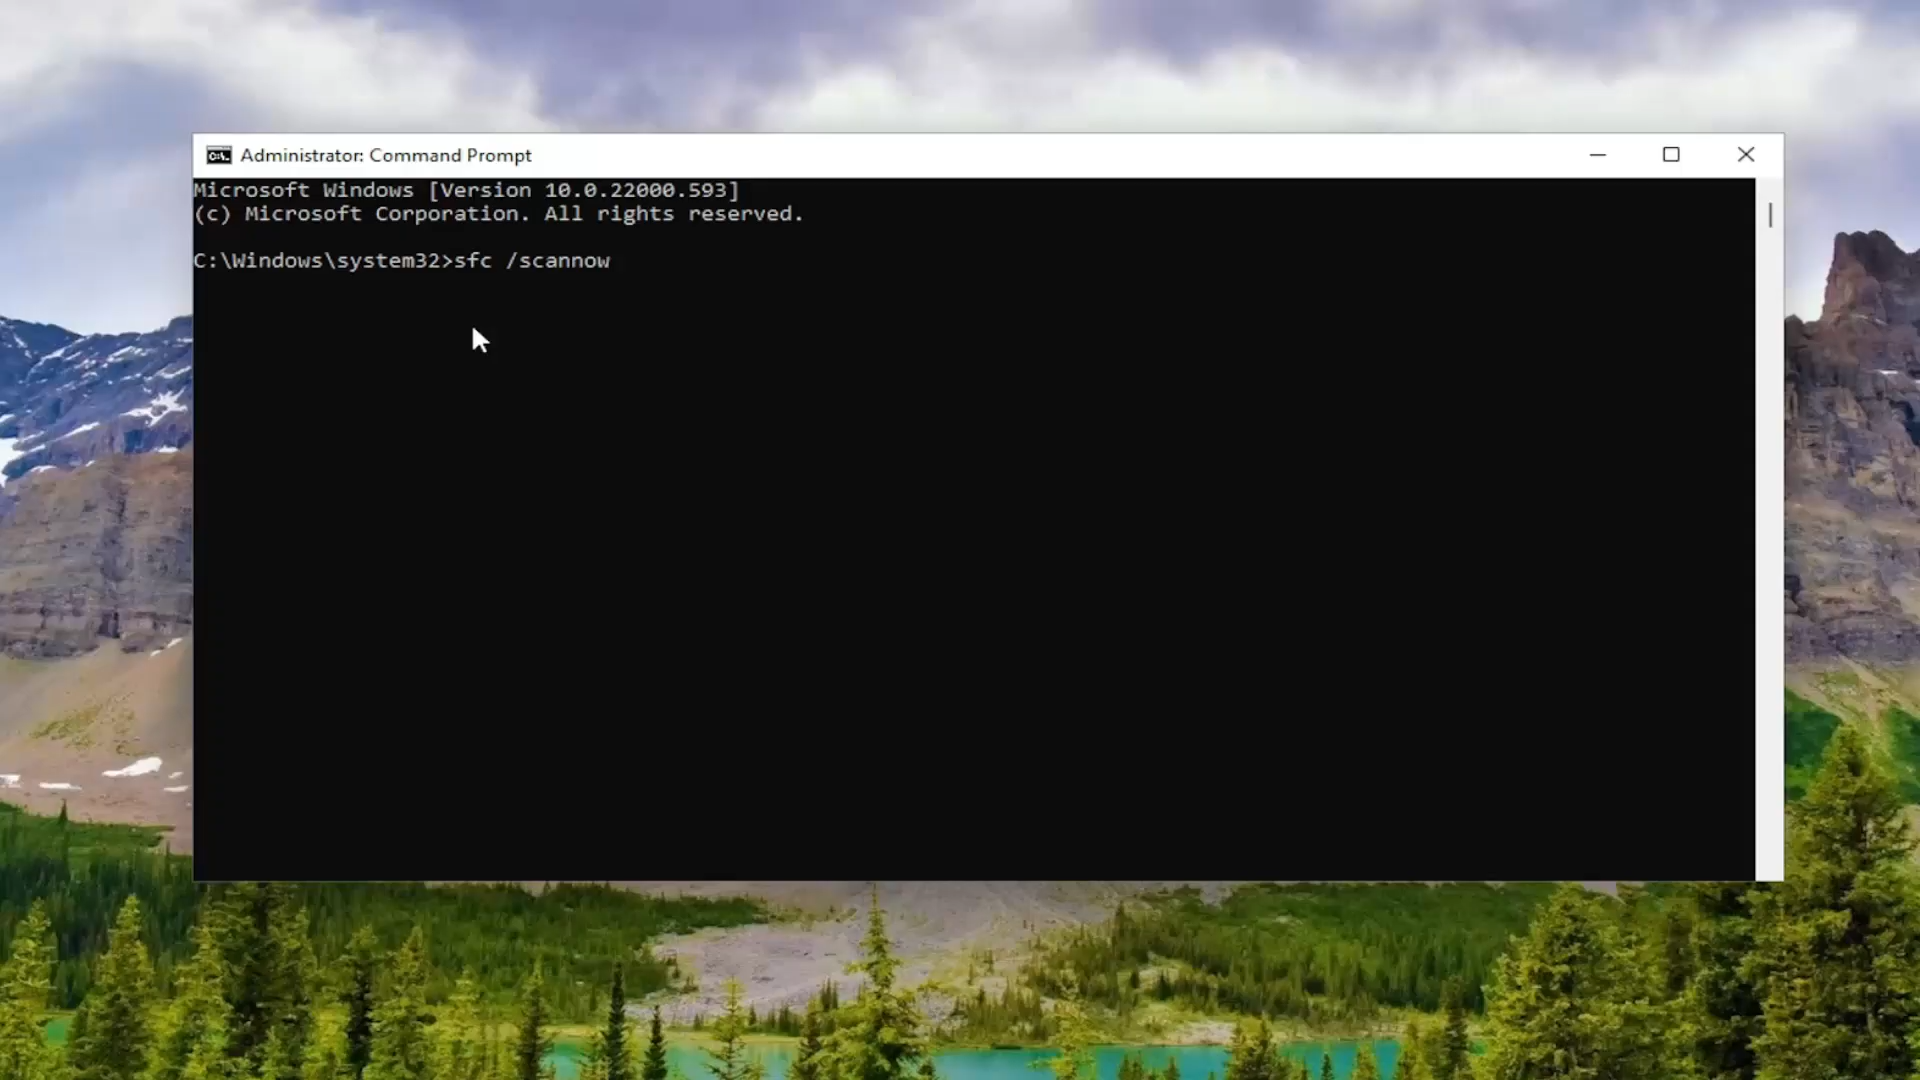 Administrator: Command Prompt
Microsoft Windows [Version 10.0.22000.593]
(c) Microsoft Corporation. All rights reserved.
C:\Windows\system32>sfc /scannow